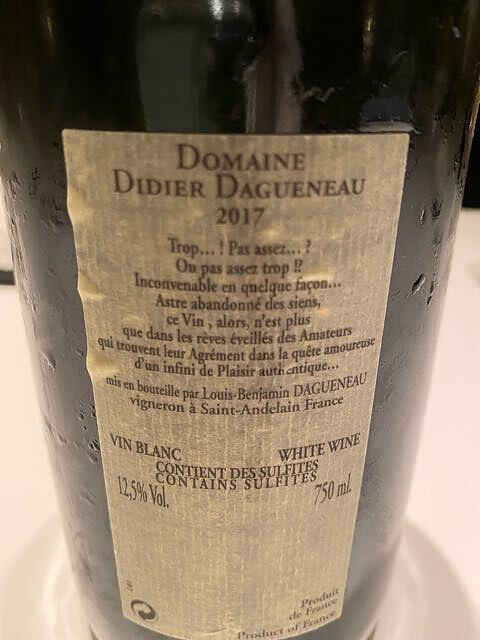 DOMAINE
DIDIER DAGUENEAU
2017
Trop... ! Pas assez... ?
Ou pas assez trop !?
Inconvenable en quelque façon...
Astre abandonné des siens,
ce Vin , alors, n'est plus
que dans les rêves éveillés des Amateurs
qui trouvent leur Agrément dans la quête amoureuse
d'un infini de Plaisir authentique...
mis en bouteille par Louis-Benjamin DAGUENEAU
vigneron à Saint-Andelain France
VIN BLANC WHITE WINE
CONTIENT DES SULFITES
CONTAINS SULFITES
12,5% Vol. 750 ml.
Produit
de France
Product of France